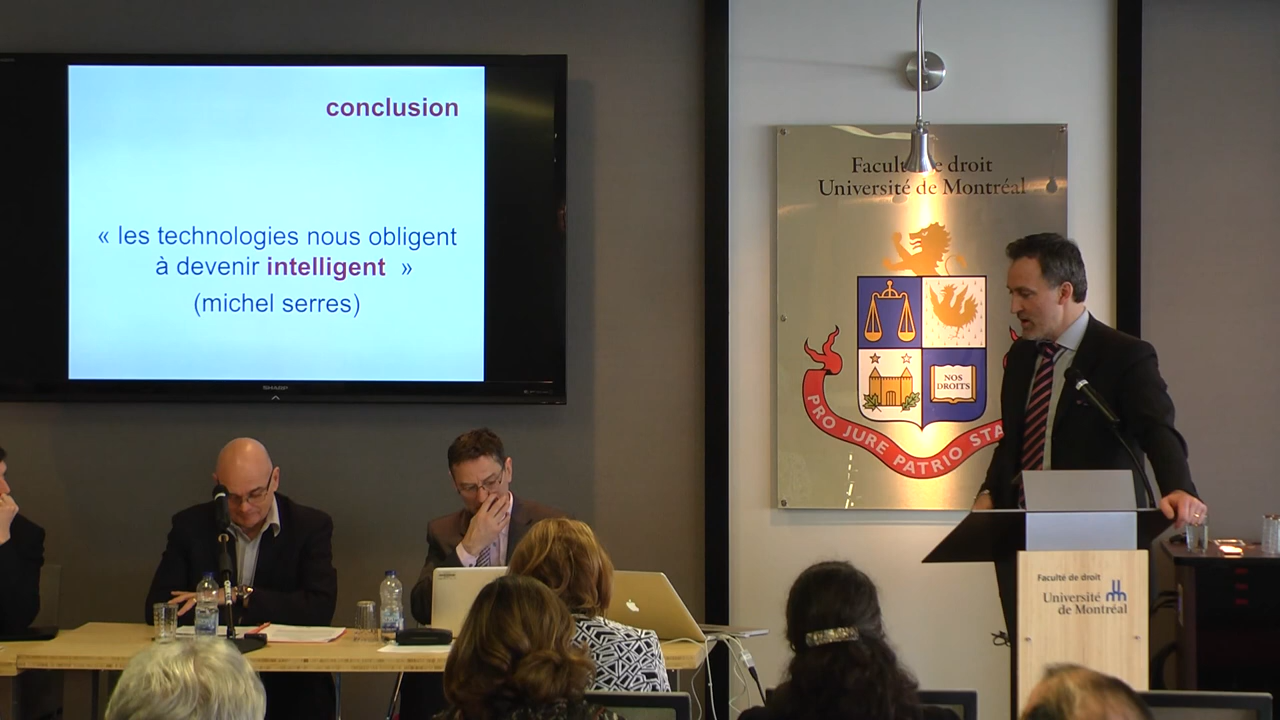 conclusion
« les technologies nous obligent
à devenir intelligent »
(michel serres)
SHARP
Faculté de droit
Université de Montréal
NOS
DROITS
PRO JURE PATRIO STA
Faculté de droit
Université
de Montréal